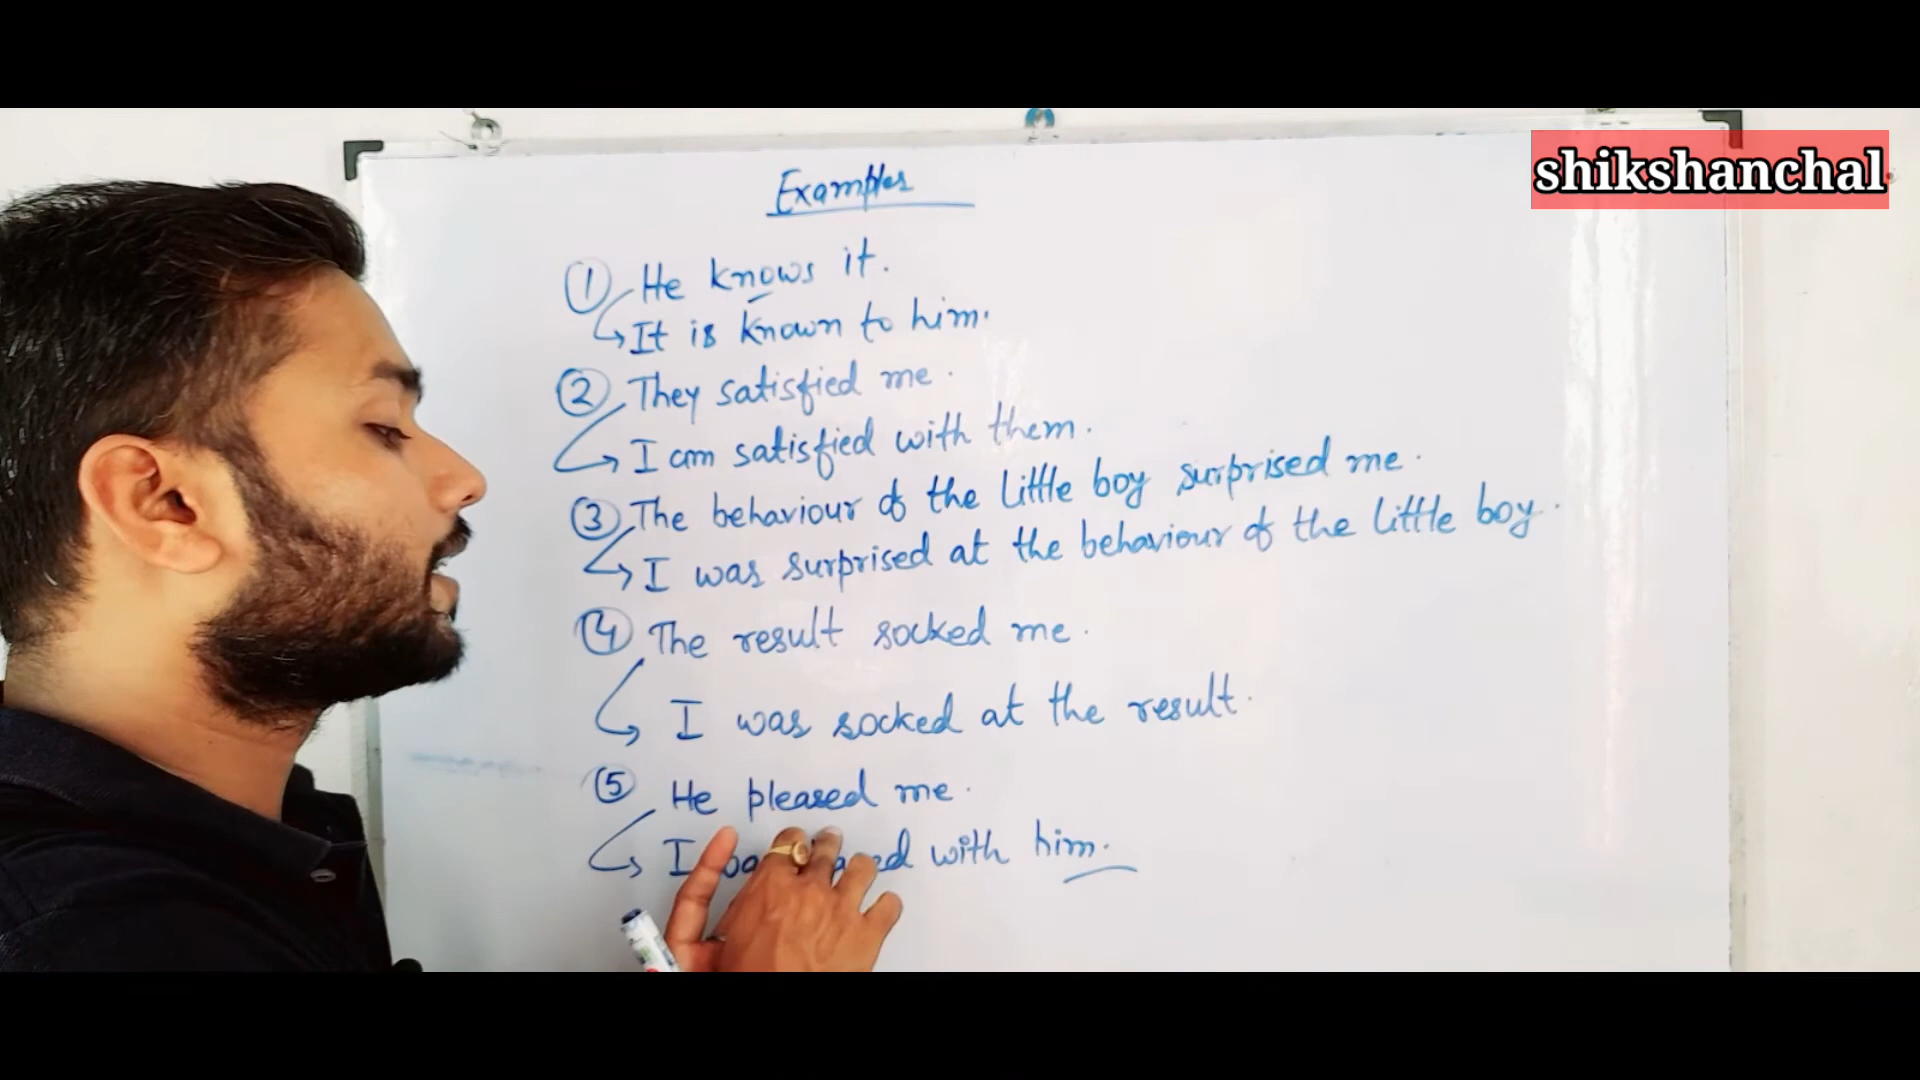 shikshanchal
Examples
① He knows it.
It is known to him.
② They satisfied me.
I am satisfied with them.
③ The behaviour of the little boy surprised me.
I was surprised at the behaviour of the little boy.
④ The result socked me.
I was socked at the result.
⑤ He pleased me.
I with him.